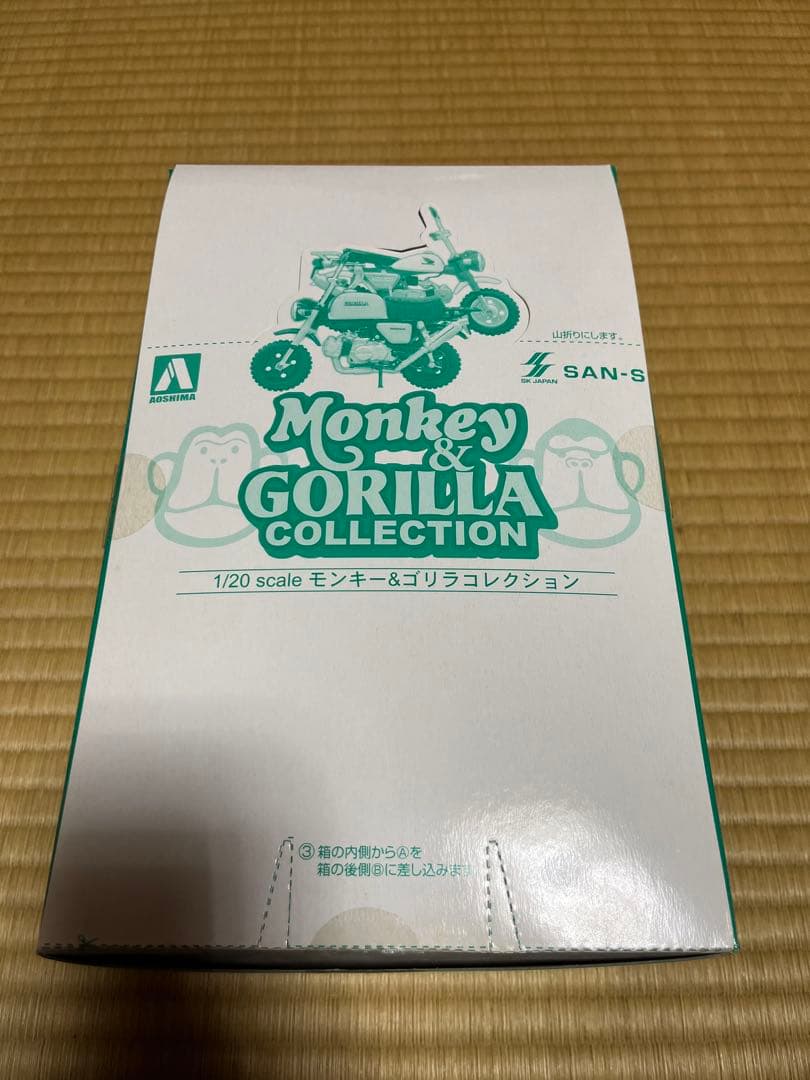 山折りにします。
AOSHIMA
SK JAPAN
SAN-S
Monkey
&
GORILLA
COLLECTION
1/20 scale モンキー&ゴリラコレクション
③ 箱の内側からⒶを
箱の後側Ⓑに差し込みます